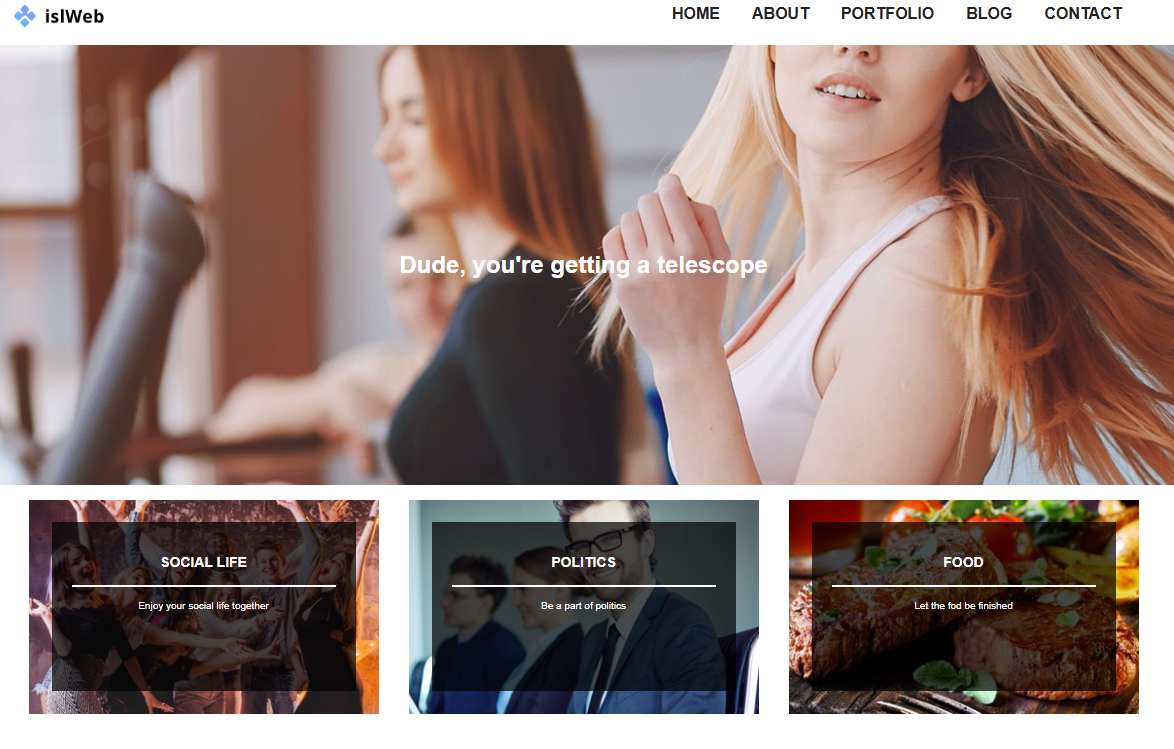 islWeb
HOME ABOUT PORTFOLIO BLOG CONTACT
Dude, you're getting a telescope
SOCIAL LIFE
Enjoy your social life together
POLITICS
Be a part of politics
FOOD
Let the fod be finished